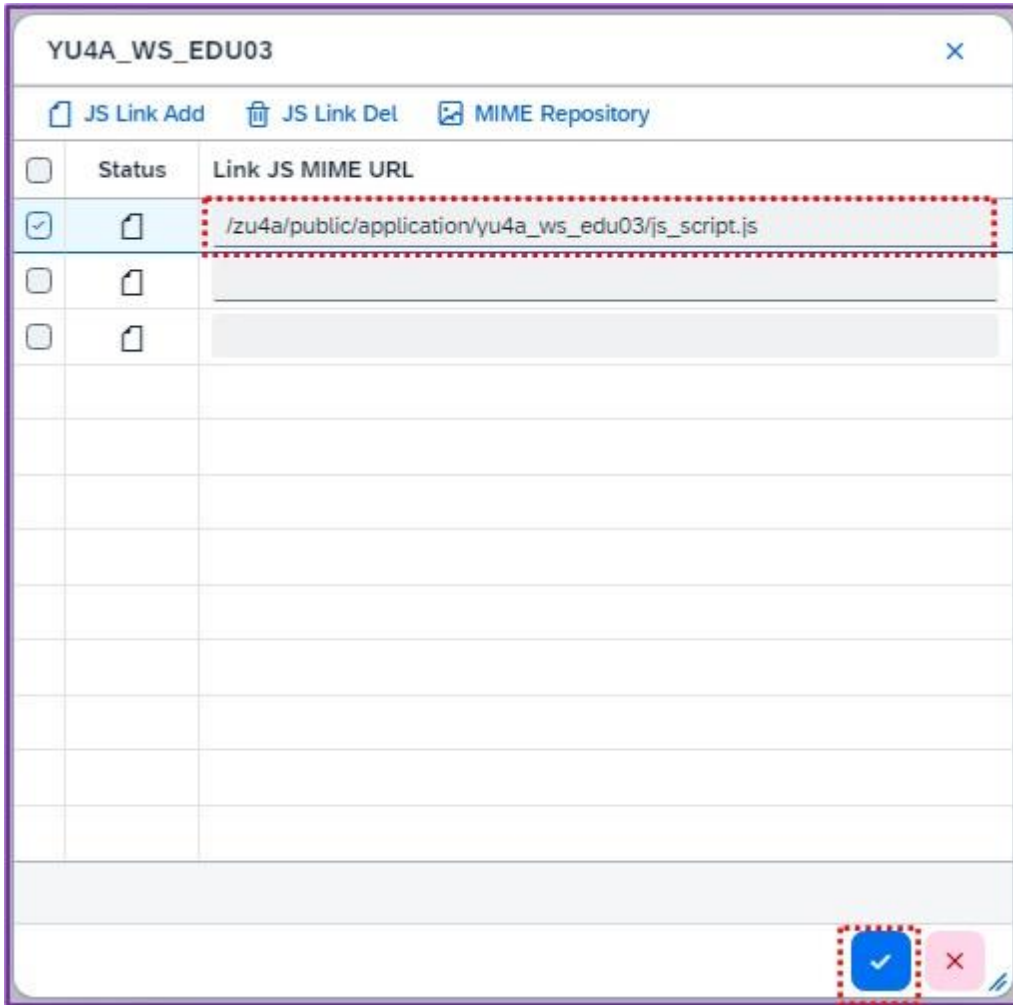 YU4A_WS_EDU03
JS Link Add JS Link Del MIME Repository
Status Link JS MIME URL
/zu4a/public/application/yu4a_ws_edu03/js_script.js